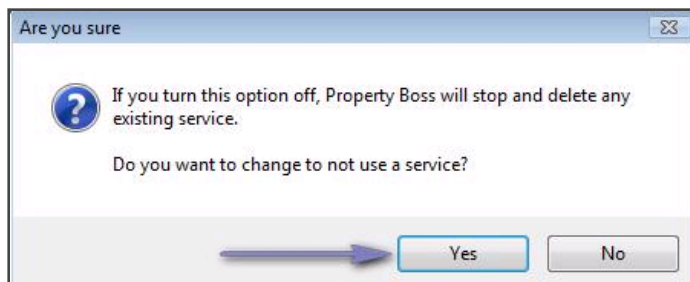 Are you sure
If you turn this option off, Property Boss will stop and delete any
existing service.
Do you want to change to not use a service?
Yes
No